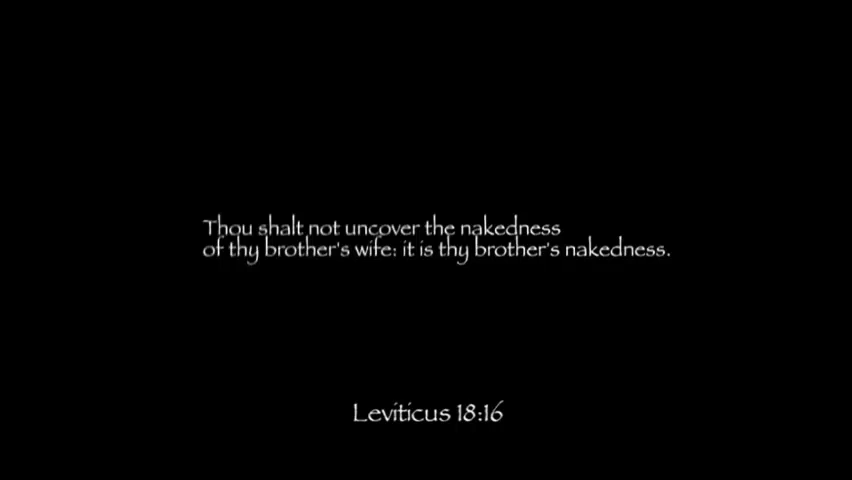 Thou shalt not uncover the nakedness
of thy brother's wife: it is thy brother's nakedness.
Leviticus 18:16